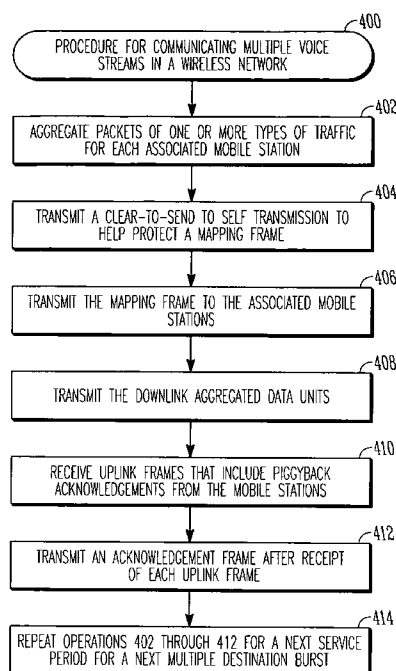 400
PROCEDURE FOR COMMUNICATING MULTIPLE VOICE
STREAMS IN A WIRELESS NETWORK
402
AGGREGATE PACKETS OF ONE OR MORE TYPES OF TRAFFIC
FOR EACH ASSOCIATED MOBILE STATION
404
TRANSMIT A CLEAR-TO-SEND TO SELF TRANSMISSION TO
HELP PROTECT A MAPPING FRAME
406
TRANSMIT THE MAPPING FRAME TO THE ASSOCIATED MOBILE
STATIONS
408
TRANSMIT THE DOWNLINK AGGREGATED DATA UNITS
410
RECEIVE UPLINK FRAMES THAT INCLUDE PIGGYBACK
ACKNOWLEDGEMENTS FROM THE MOBILE STATIONS
412
TRANSMIT AN ACKNOWLEDGEMENT FRAME AFTER RECEIPT
OF EACH UPLINK FRAME
414
REPEAT OPERATIONS 402 THROUGH 412 FOR A NEXT SERVICE
PERIOD FOR A NEXT MULTIPLE DESTINATION BURST